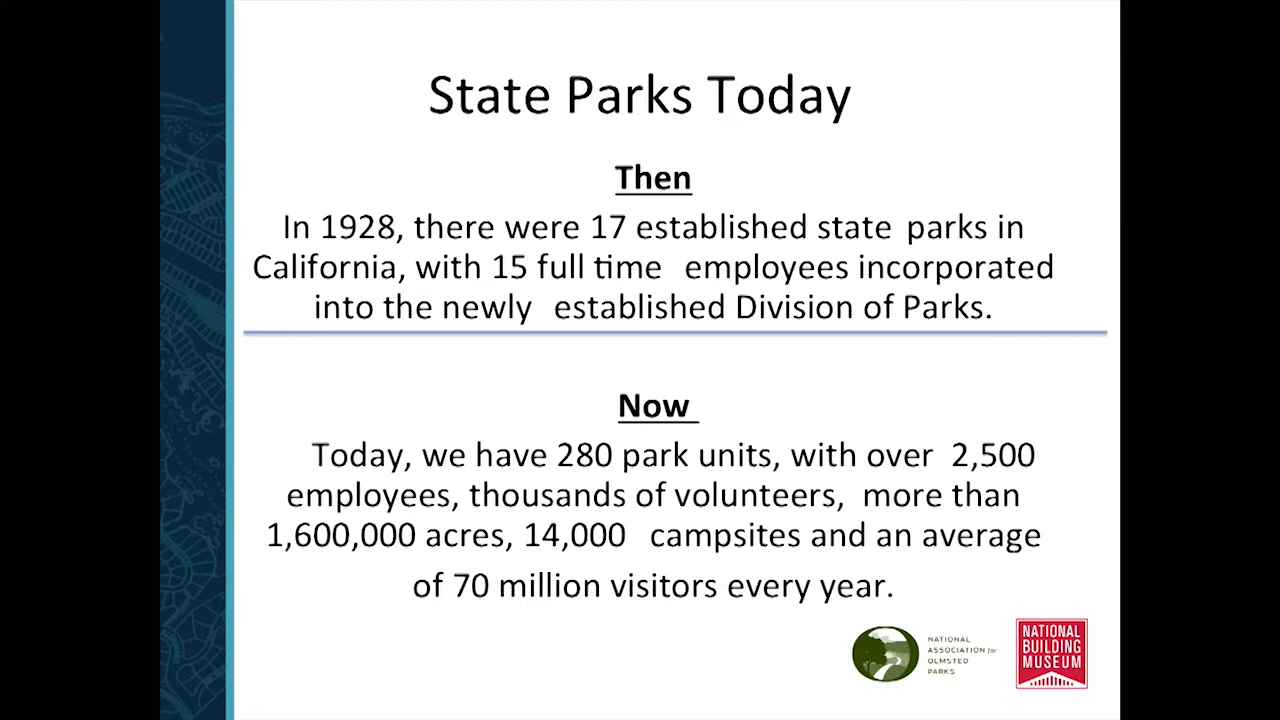 State Parks Today
Then
In 1928, there were 17 established state parks in
California, with 15 full time employees incorporated
into the newly established Division of Parks.
Now
Today, we have 280 park units, with over 2,500
employees, thousands of volunteers, more than
1,600,000 acres, 14,000 campsites and an average
of 70 million visitors every year.
NATIONAL
ASSOCIATION for
OLMSTED
PARKS
NATIONAL
BUILDING
MUSEUM